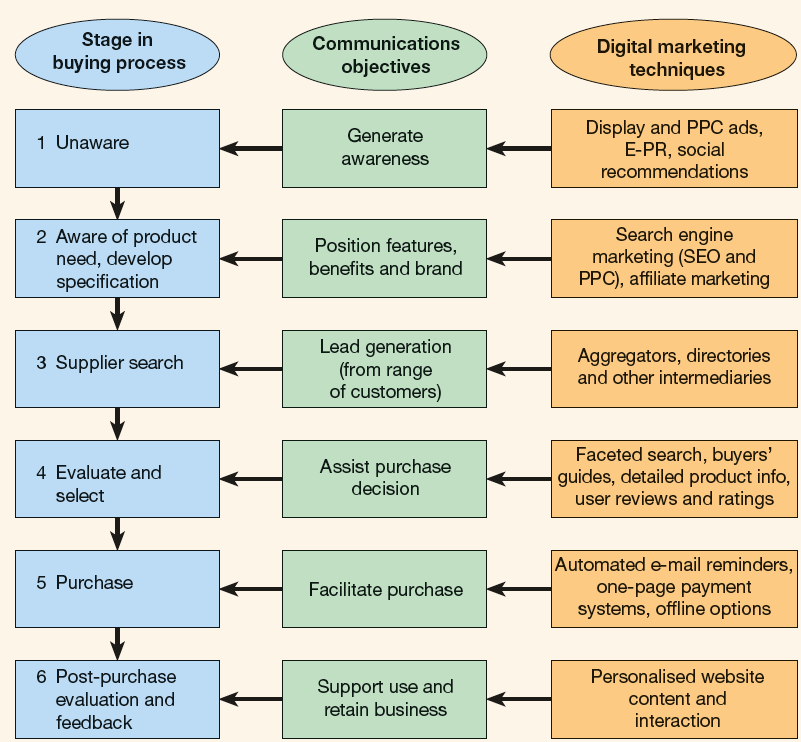 Stage in
buying process
Communications
objectives
Digital marketing
techniques
1 Unaware
Generate
awareness
Display and PPC ads,
E-PR, social
recommendations
2 Aware of product
need, develop
specification
Position features,
benefits and brand
Search engine
marketing (SEO and
PPC), affiliate marketing
3 Supplier search
Lead generation
(from range
of customers)
Aggregators, directories
and other intermediaries
4 Evaluate and
select
Assist purchase
decision
Faceted search, buyers’
guides, detailed product info,
user reviews and ratings
5 Purchase
Facilitate purchase
Automated e-mail reminders,
one-page payment
systems, offline options
6 Post-purchase
evaluation and
feedback
Support use and
retain business
Personalised website
content and
interaction